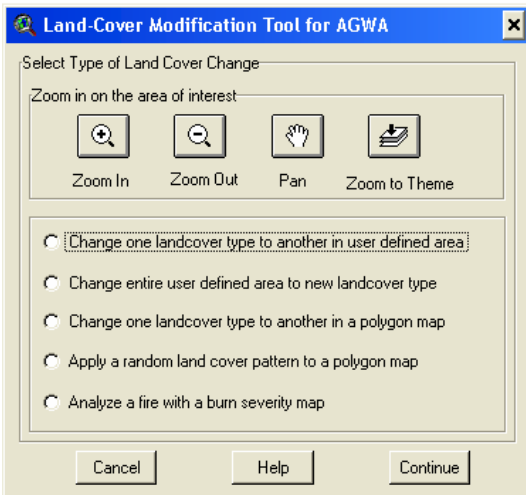 Land-Cover Modification Tool for AGWA
Select Type of Land Cover Change
Zoom in on the area of interest
Zoom In Zoom Out Pan Zoom to Theme
Change one landcover type to another in user defined area
Change entire user defined area to new landcover type
Change one landcover type to another in a polygon map
Apply a random land cover pattern to a polygon map
Analyze a fire with a burn severity map
Cancel Help Continue